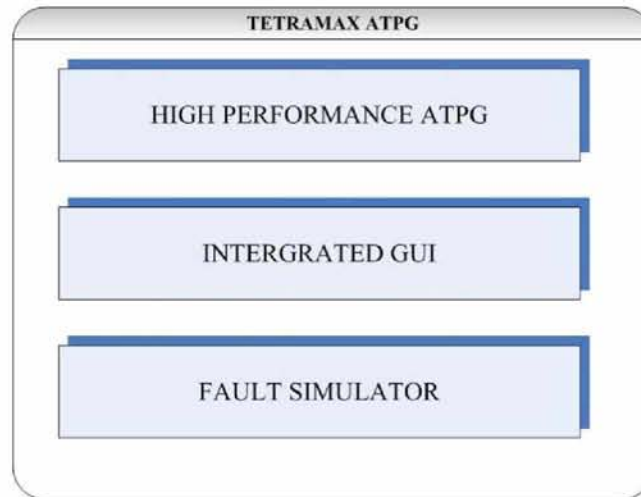 TETRAMAX ATPG
HIGH PERFORMANCE ATPG
INTERGRATED GUI
FAULT SIMULATOR